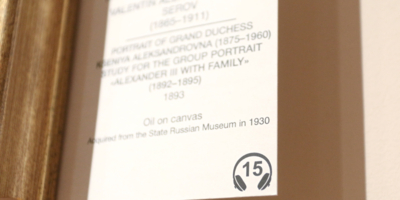 VALENTIN
SEROV
(1865–1911)
PORTRAIT OF GRAND DUCHESS
KSENIYA ALEKSANDROVNA (1875–1960)
STUDY FOR THE GROUP PORTRAIT
«ALEXANDER III WITH FAMILY»
(1892–1895)
1893
Oil on canvas
Acquired from the State Russian Museum in 1930
15